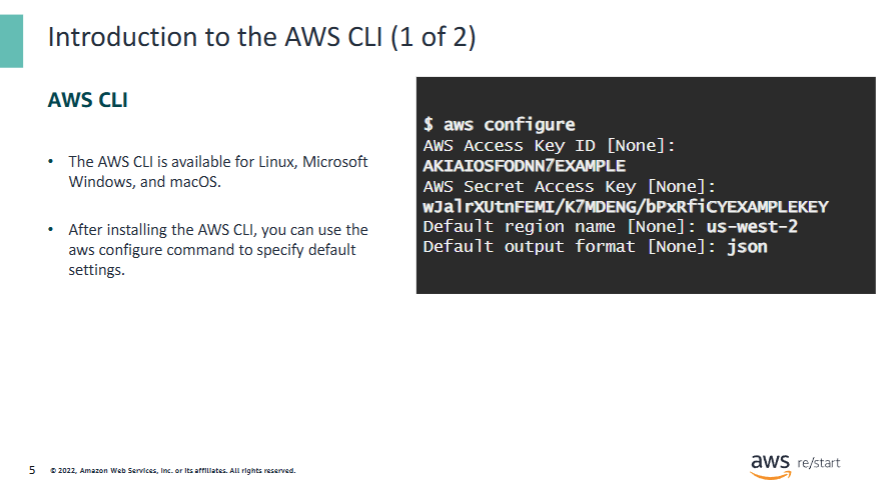 Introduction to the AWS CLI (1 of 2)
AWS CLI
• The AWS CLI is available for Linux, Microsoft
Windows, and macOS.
• After installing the AWS CLI, you can use the
aws configure command to specify default
settings.
$ aws configure
AWS Access Key ID [None]:
AKIAIOSFODNN7EXAMPLE
AWS Secret Access Key [None]:
wJalrXUtnFEMI/K7MDENG/bPxRfiCYEXAMPLEKEY
Default region name [None]: us-west-2
Default output format [None]: json
5 © 2022, Amazon Web Services, Inc. or its affiliates. All rights reserved.
aws re/start